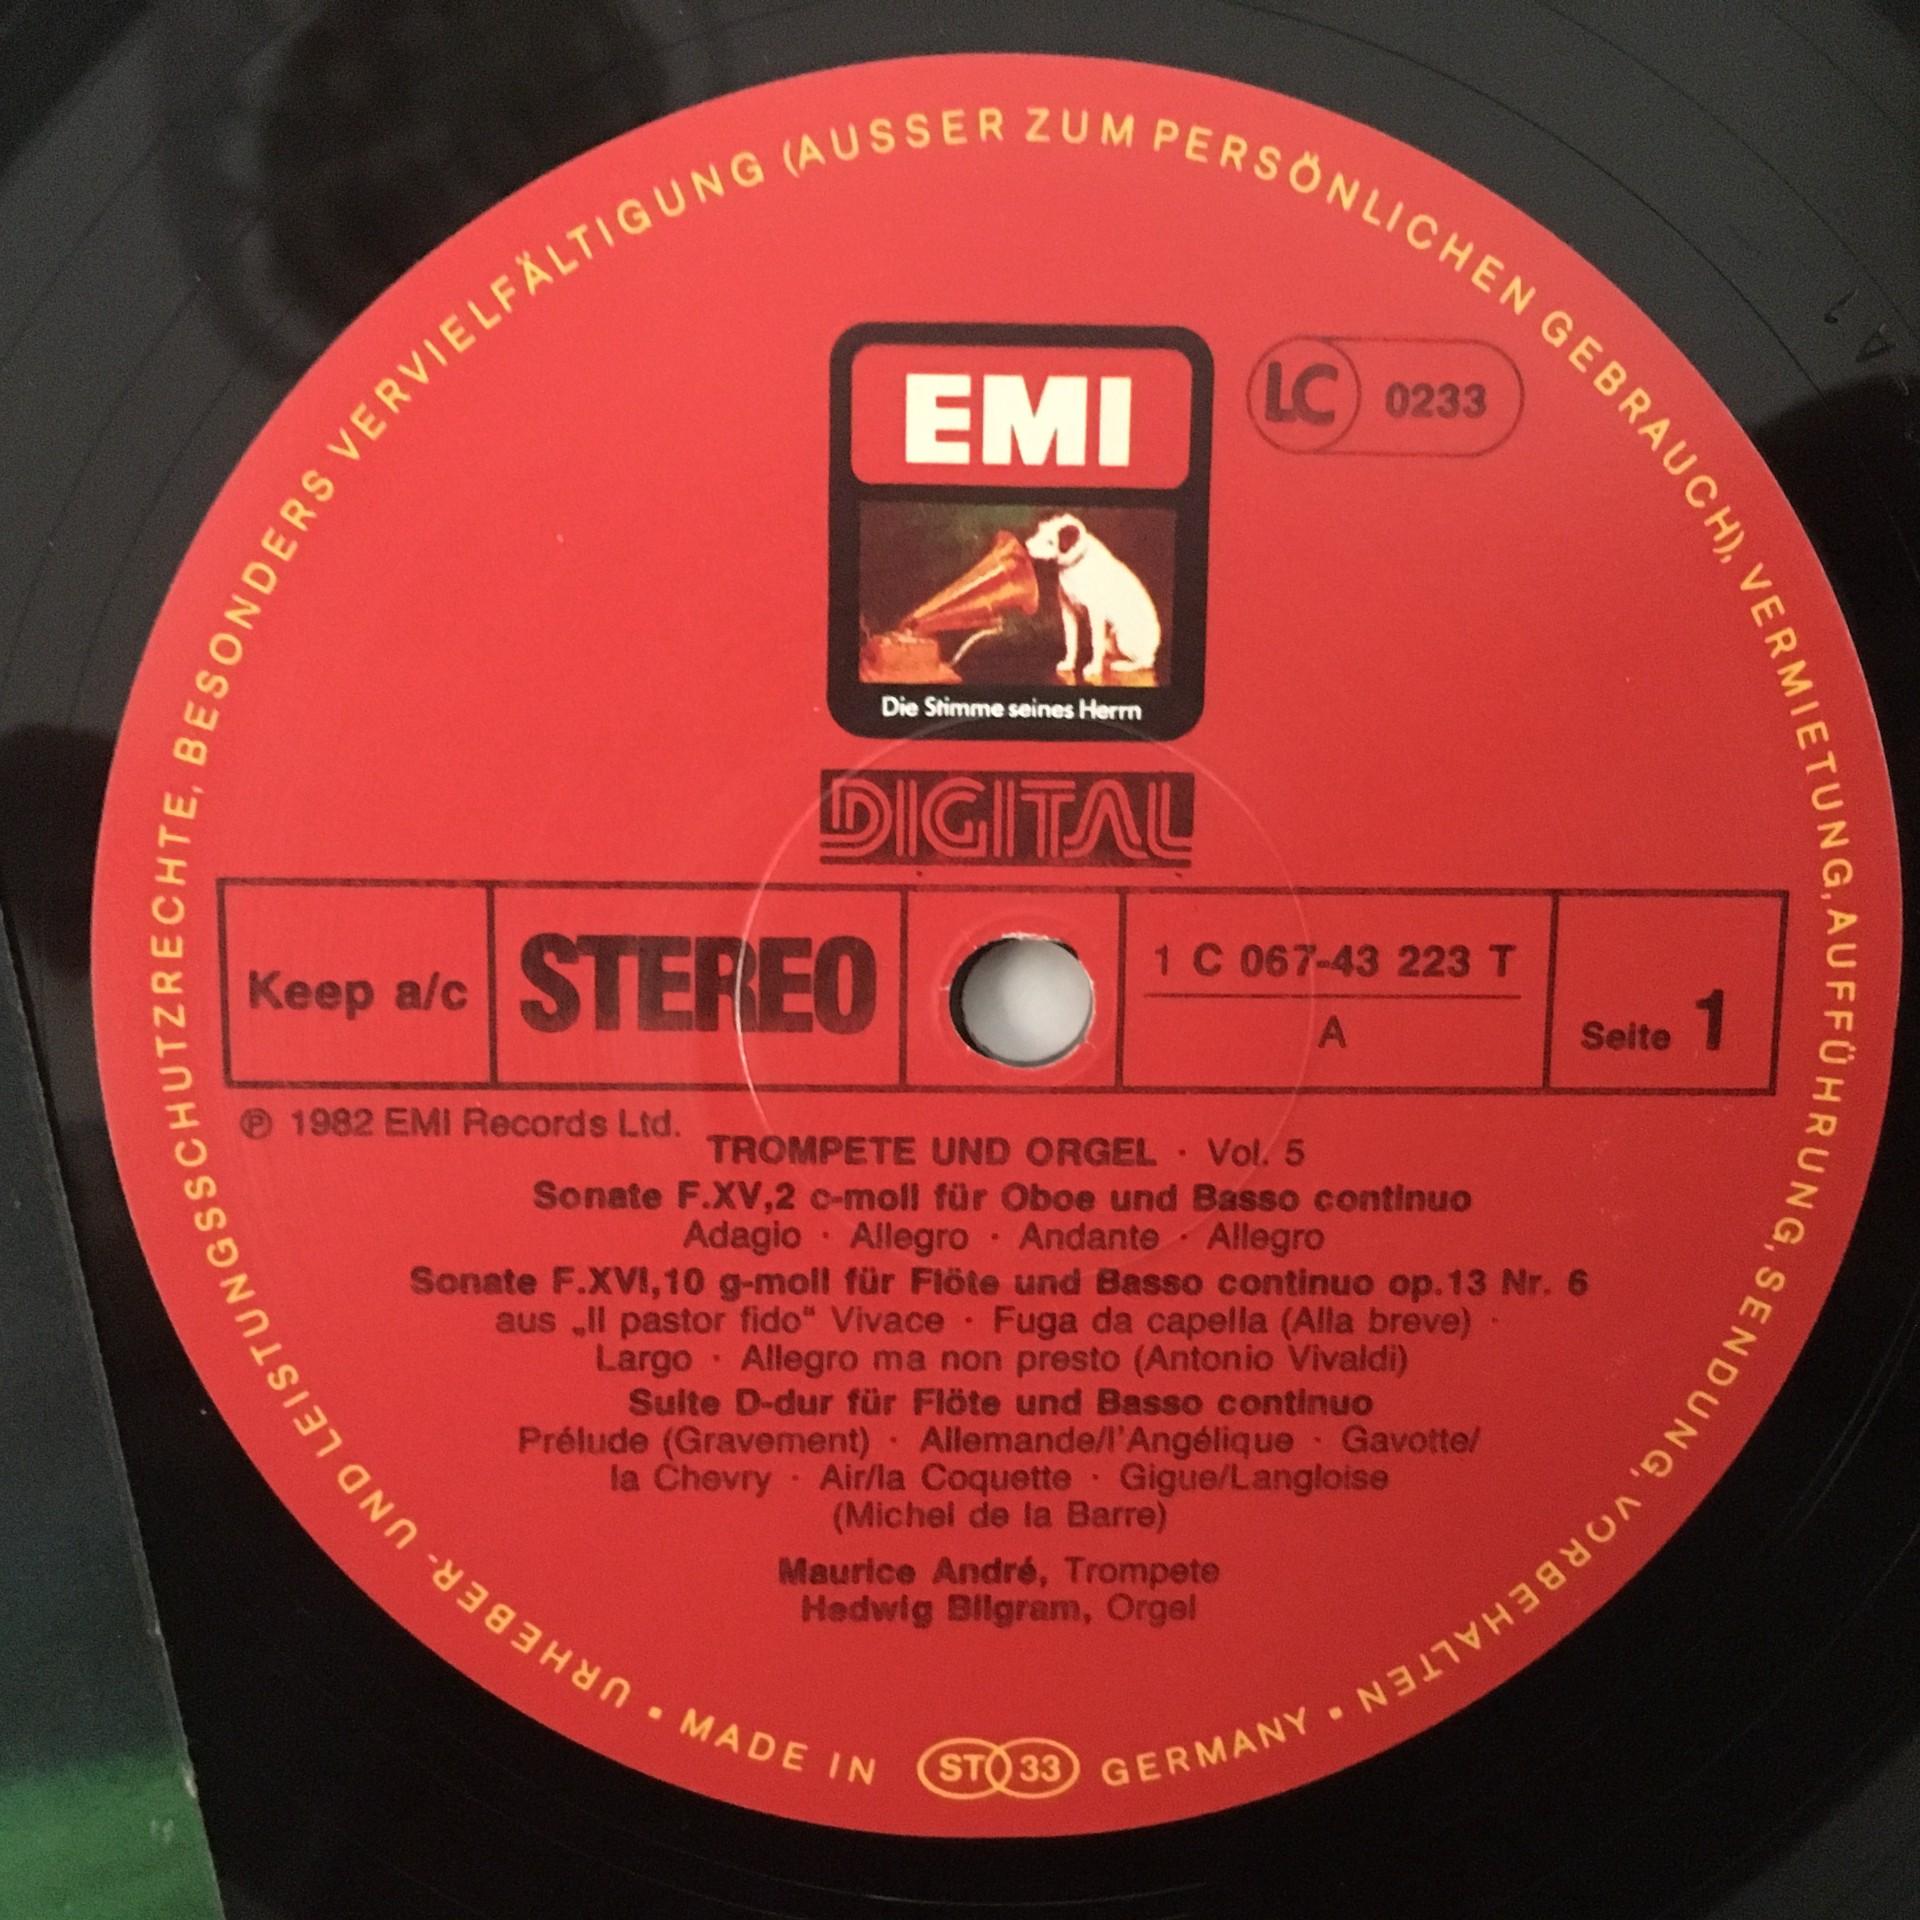 URHEBER- UND LEISTUNGSSCHUTZRECHTE, BESONDERS VERVIELFÄLTIGUNG (AUSSER ZUM PERSÖNLICHEN GEBRAUCH), VERMIETUNG, AUFFÜHRUNG, SENDUNG, VORBEHALTEN •
EMI
LC 0233
Die Stimme seines Herrn
DIGITAL
Keep a/c
STEREO
1 C 067-43 223 T
A
Seite 1
℗ 1982 EMI Records Ltd.
TROMPETE UND ORGEL · Vol. 5
Sonate F.XV,2 c-moll für Oboe und Basso continuo
Adagio · Allegro · Andante · Allegro
Sonate F.XVI,10 g-moll für Flöte und Basso continuo op.13 Nr. 6
aus „Il pastor fido“ Vivace · Fuga da capella (Alla breve) ·
Largo · Allegro ma non presto (Antonio Vivaldi)
Suite D-dur für Flöte und Basso continuo
Prélude (Gravement) · Allemande/l'Angélique · Gavotte/
la Chevry · Air/la Coquette · Gigue/Langloise
(Michel de la Barre)
Maurice André, Trompete
Hedwig Bilgram, Orgel
• MADE IN ST 33 GERMANY
A 1